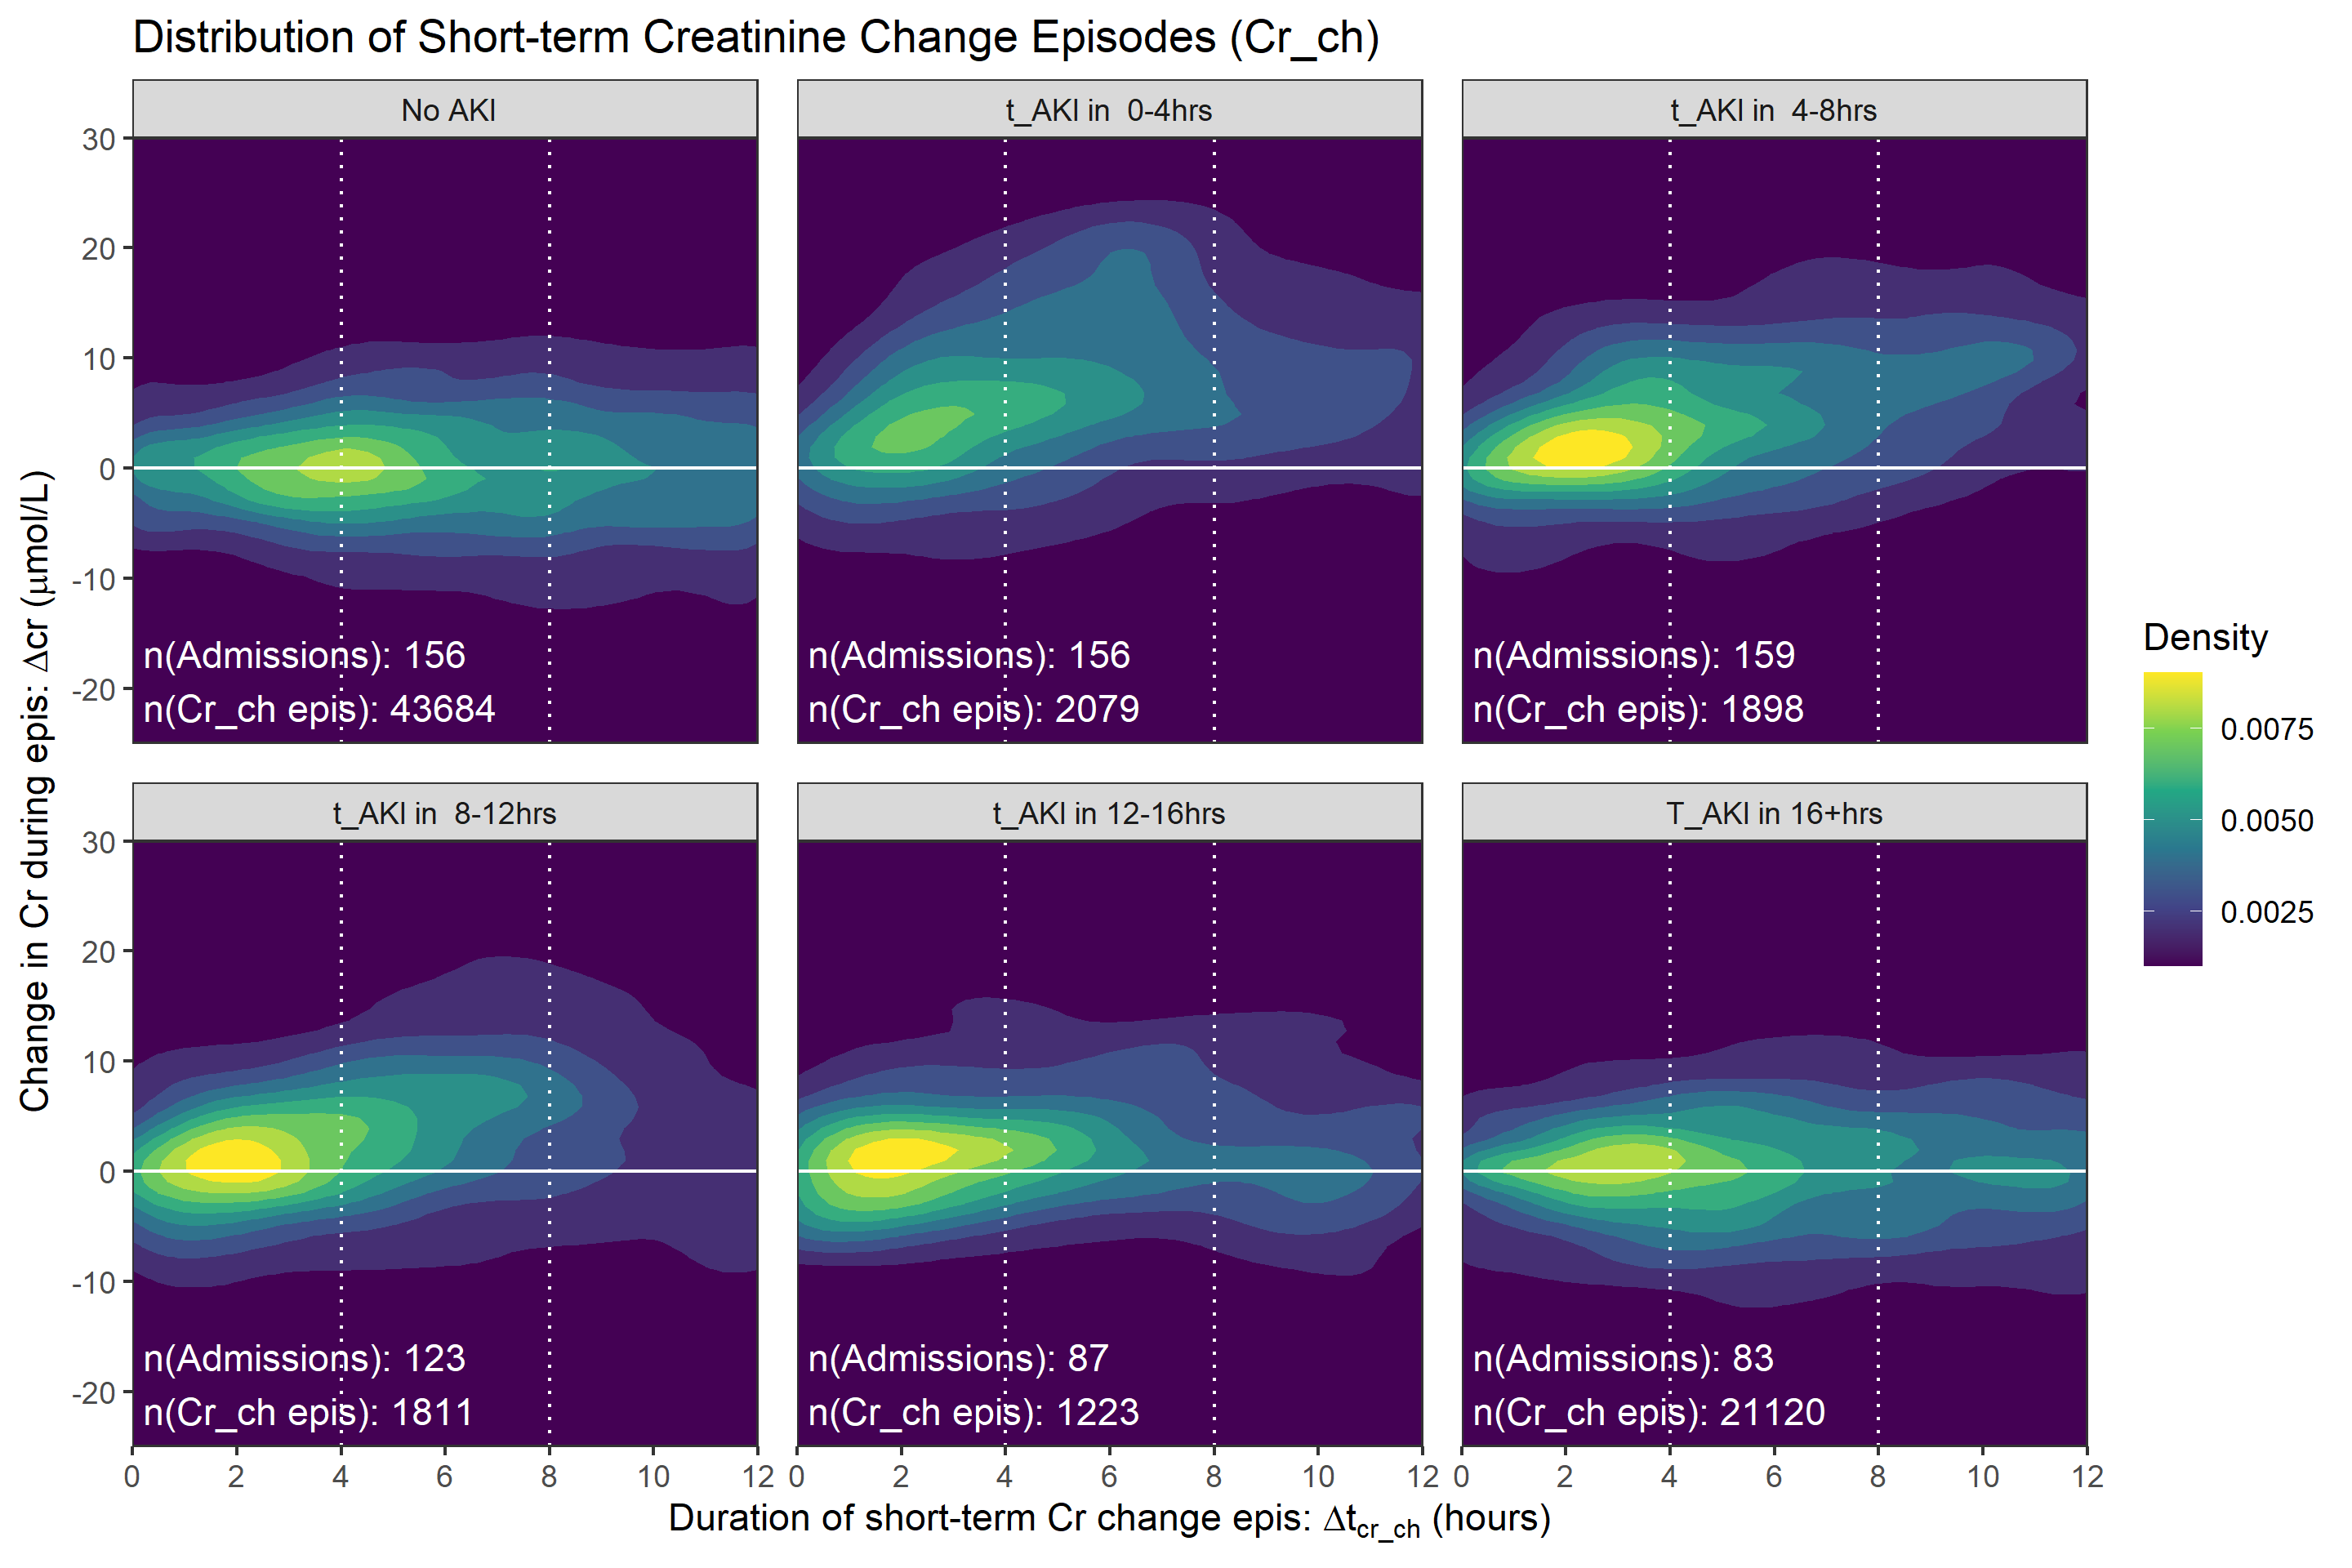 Distribution of Short-term Creatinine Change Episodes (Cr_ch)
No AKI
t_AKI in  0-4hrs
t_AKI in  4-8hrs
30
20
10
0
-10
-20
n(Admissions): 156
n(Cr_ch epis): 43684
n(Admissions): 156
n(Cr_ch epis): 2079
n(Admissions): 159
n(Cr_ch epis): 1898
t_AKI in  8-12hrs
t_AKI in 12-16hrs
T_AKI in 16+hrs
30
20
10
0
-10
-20
n(Admissions): 123
n(Cr_ch epis): 1811
n(Admissions): 87
n(Cr_ch epis): 1223
n(Admissions): 83
n(Cr_ch epis): 21120
0 2 4 6 8 10 12
0 2 4 6 8 10 12
0 2 4 6 8 10 12
Duration of short-term Cr change epis: Δt_cr_ch (hours)
Change in Cr during epis: Δcr (μmol/L)
Density
0.0075
0.0050
0.0025